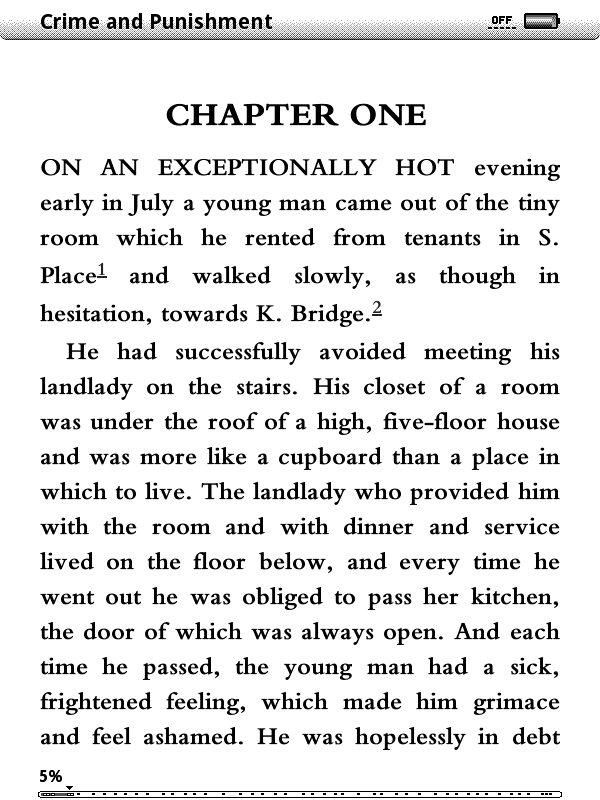 Crime and Punishment
OFF
CHAPTER ONE
ON AN EXCEPTIONALLY HOT evening
early in July a young man came out of the tiny
room which he rented from tenants in S.
Place1 and walked slowly, as though in
hesitation, towards K. Bridge.2
He had successfully avoided meeting his
landlady on the stairs. His closet of a room
was under the roof of a high, five-floor house
and was more like a cupboard than a place in
which to live. The landlady who provided him
with the room and with dinner and service
lived on the floor below, and every time he
went out he was obliged to pass her kitchen,
the door of which was always open. And each
time he passed, the young man had a sick,
frightened feeling, which made him grimace
and feel ashamed. He was hopelessly in debt
5%